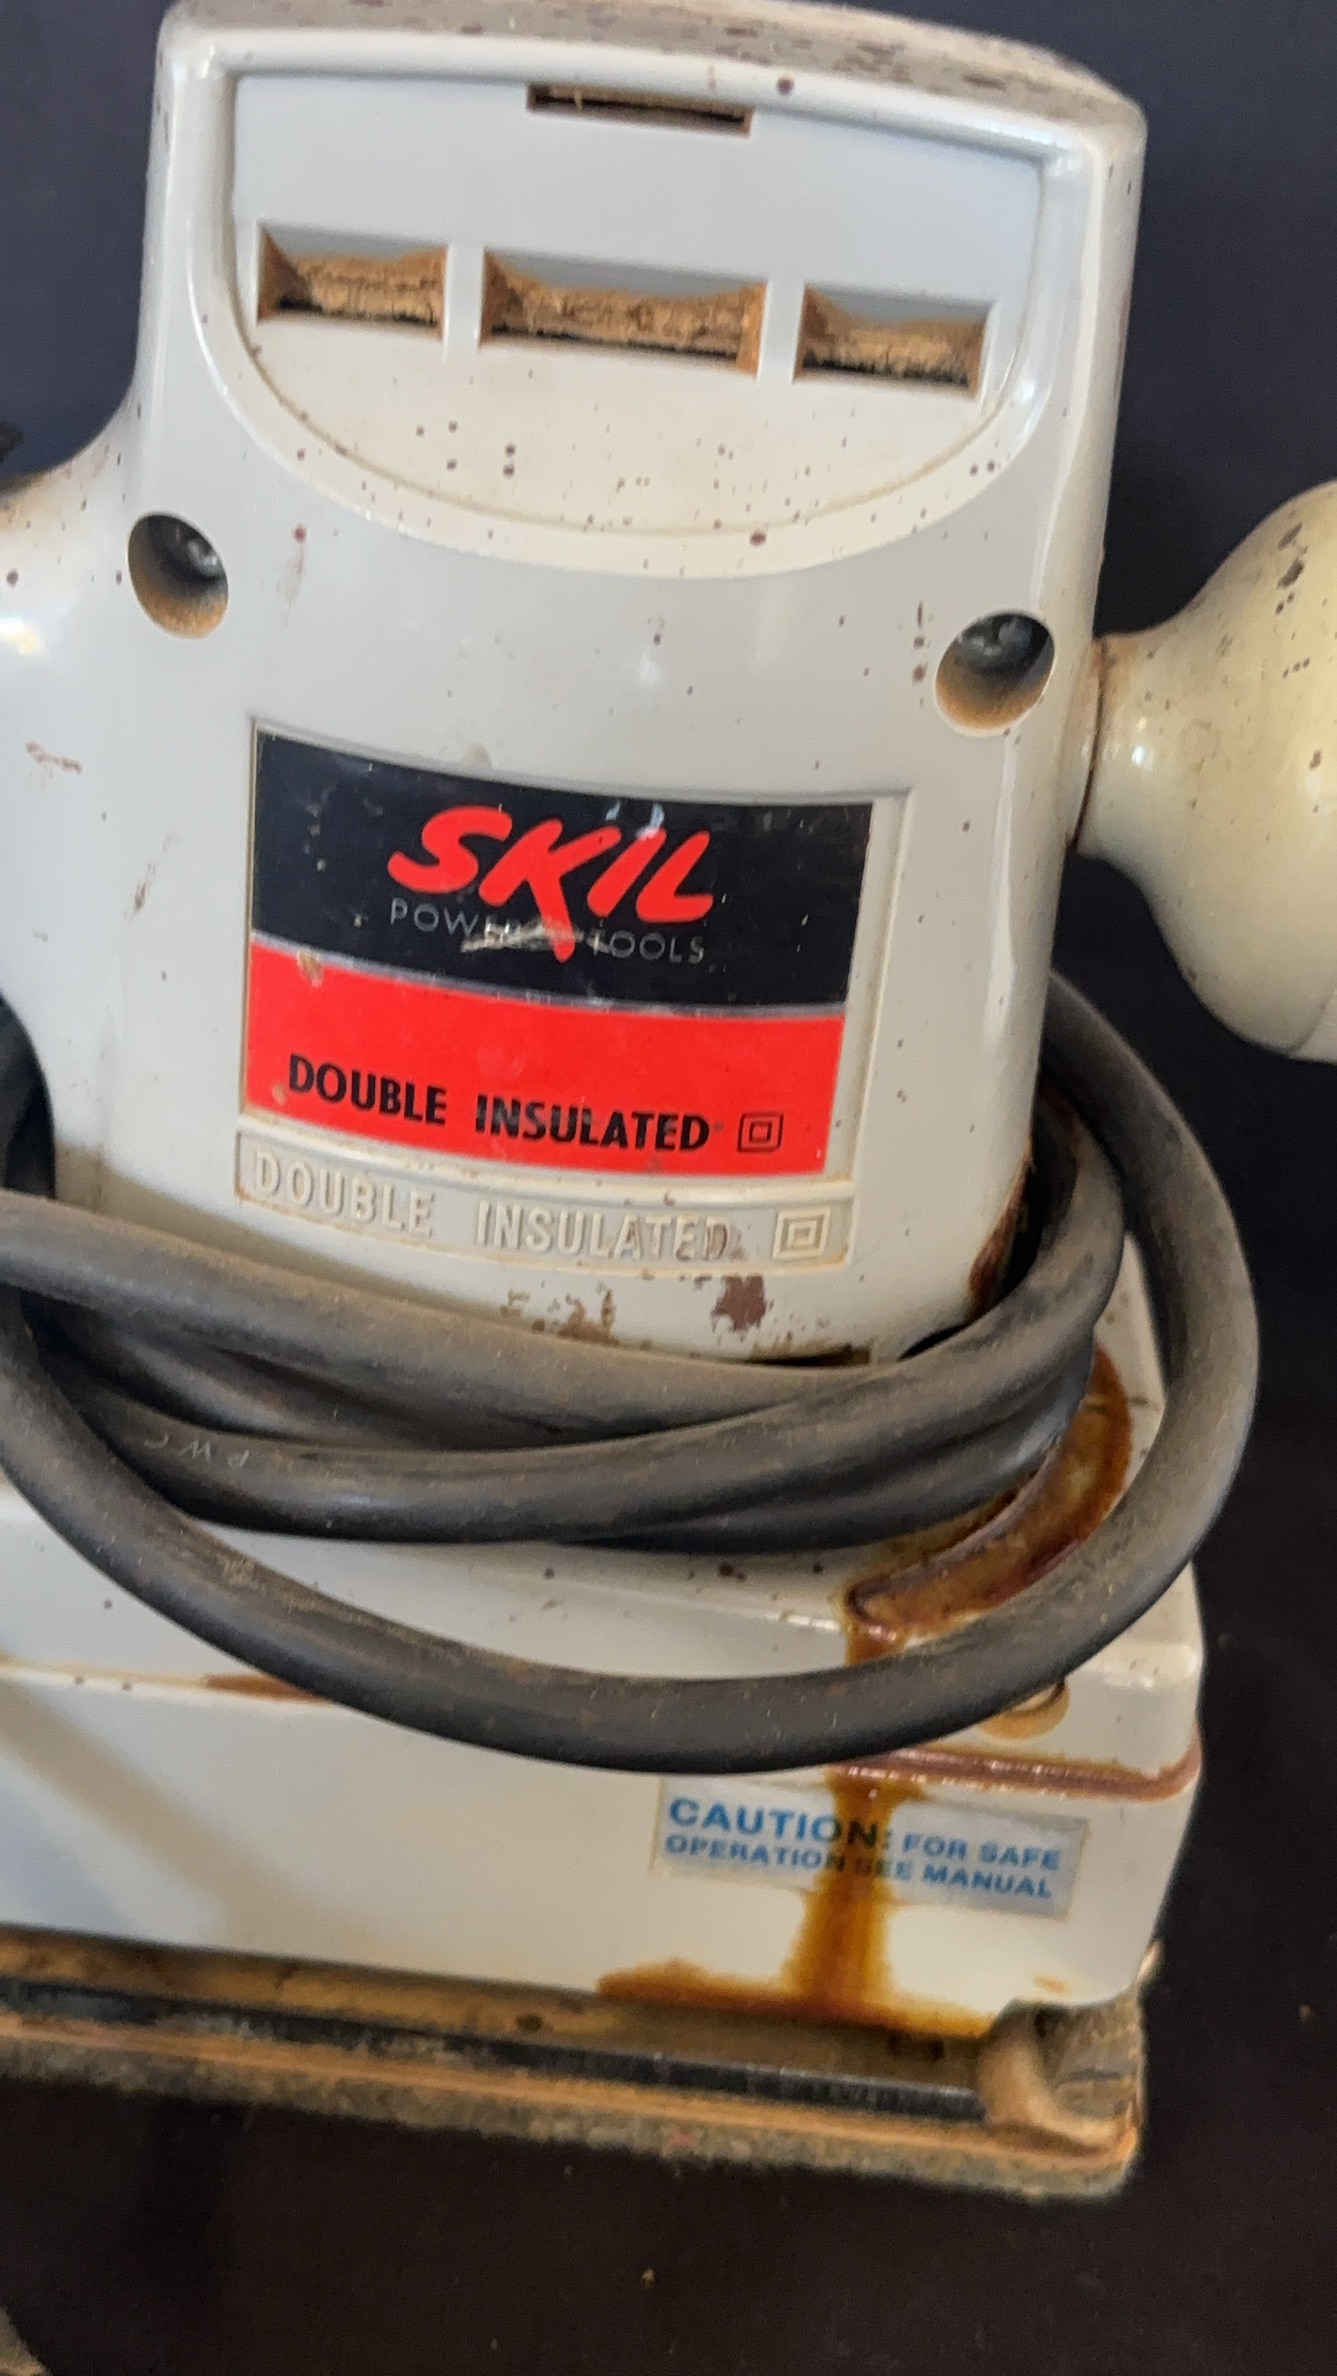 SKIL
POWER TOOLS
DOUBLE INSULATED
DOUBLE INSULATED
P W C
CAUTION: FOR SAFE
OPERATION SEE MANUAL